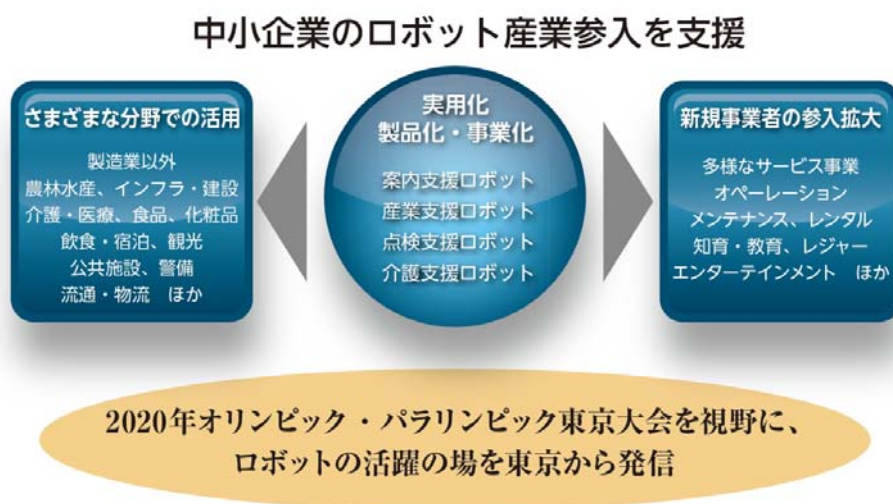 中小企業のロボット産業参入を支援
さまざまな分野での活用
製造業以外
農林水産、インフラ・建設
介護・医療、食品、化粧品
飲食・宿泊、観光
公共施設、警備
流通・物流　ほか
実用化
製品化・事業化
案内支援ロボット
産業支援ロボット
点検支援ロボット
介護支援ロボット
新規事業者の参入拡大
多様なサービス事業
オペレーション
メンテナンス、レンタル
知育・教育、レジャー
エンターテインメント　ほか
2020年オリンピック・パラリンピック東京大会を視野に、
ロボットの活躍の場を東京から発信